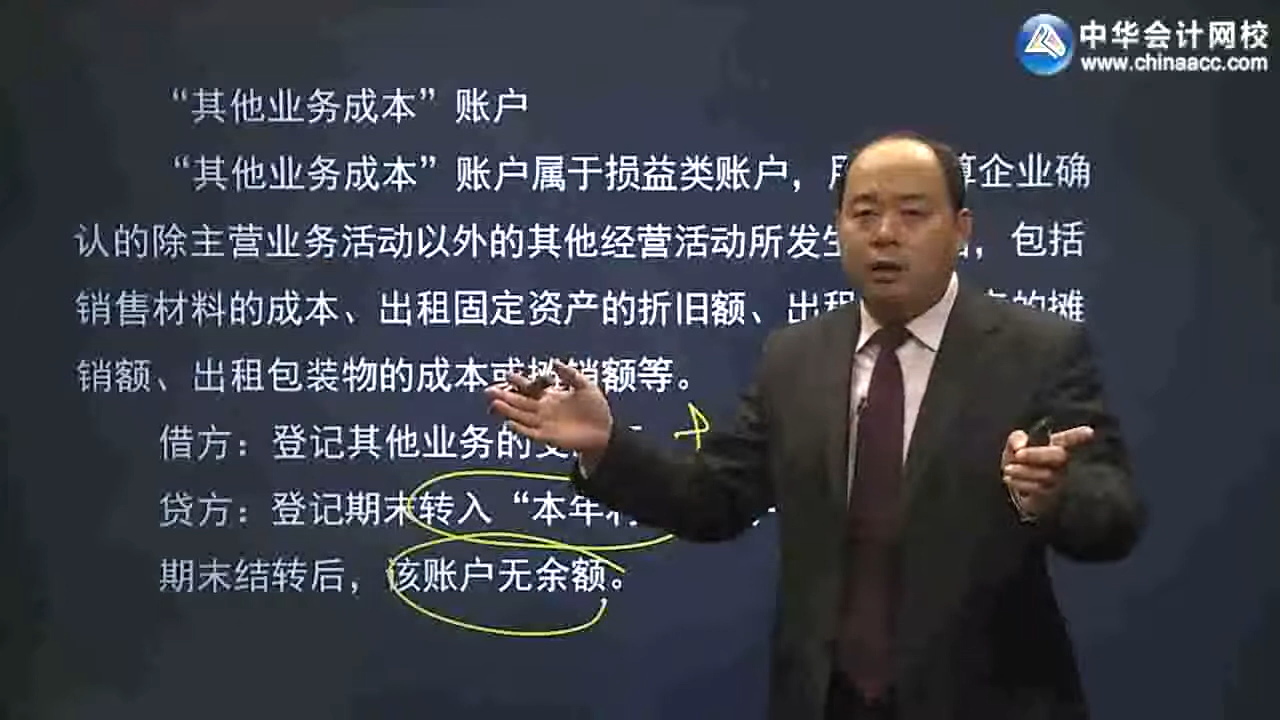 中华会计网校
www.chinaacc.com
“其他业务成本”账户
“其他业务成本”账户属于损益类账户，算企业确
认的除主营业务活动以外的其他经营活动所发生，包括
销售材料的成本、出租固定资产的折旧额、出租的摊
销额、出租包装物的成本或摊销额等。
借方：登记其他业务的
贷方：登记期末转入“本年
期末结转后，该账户无余额。